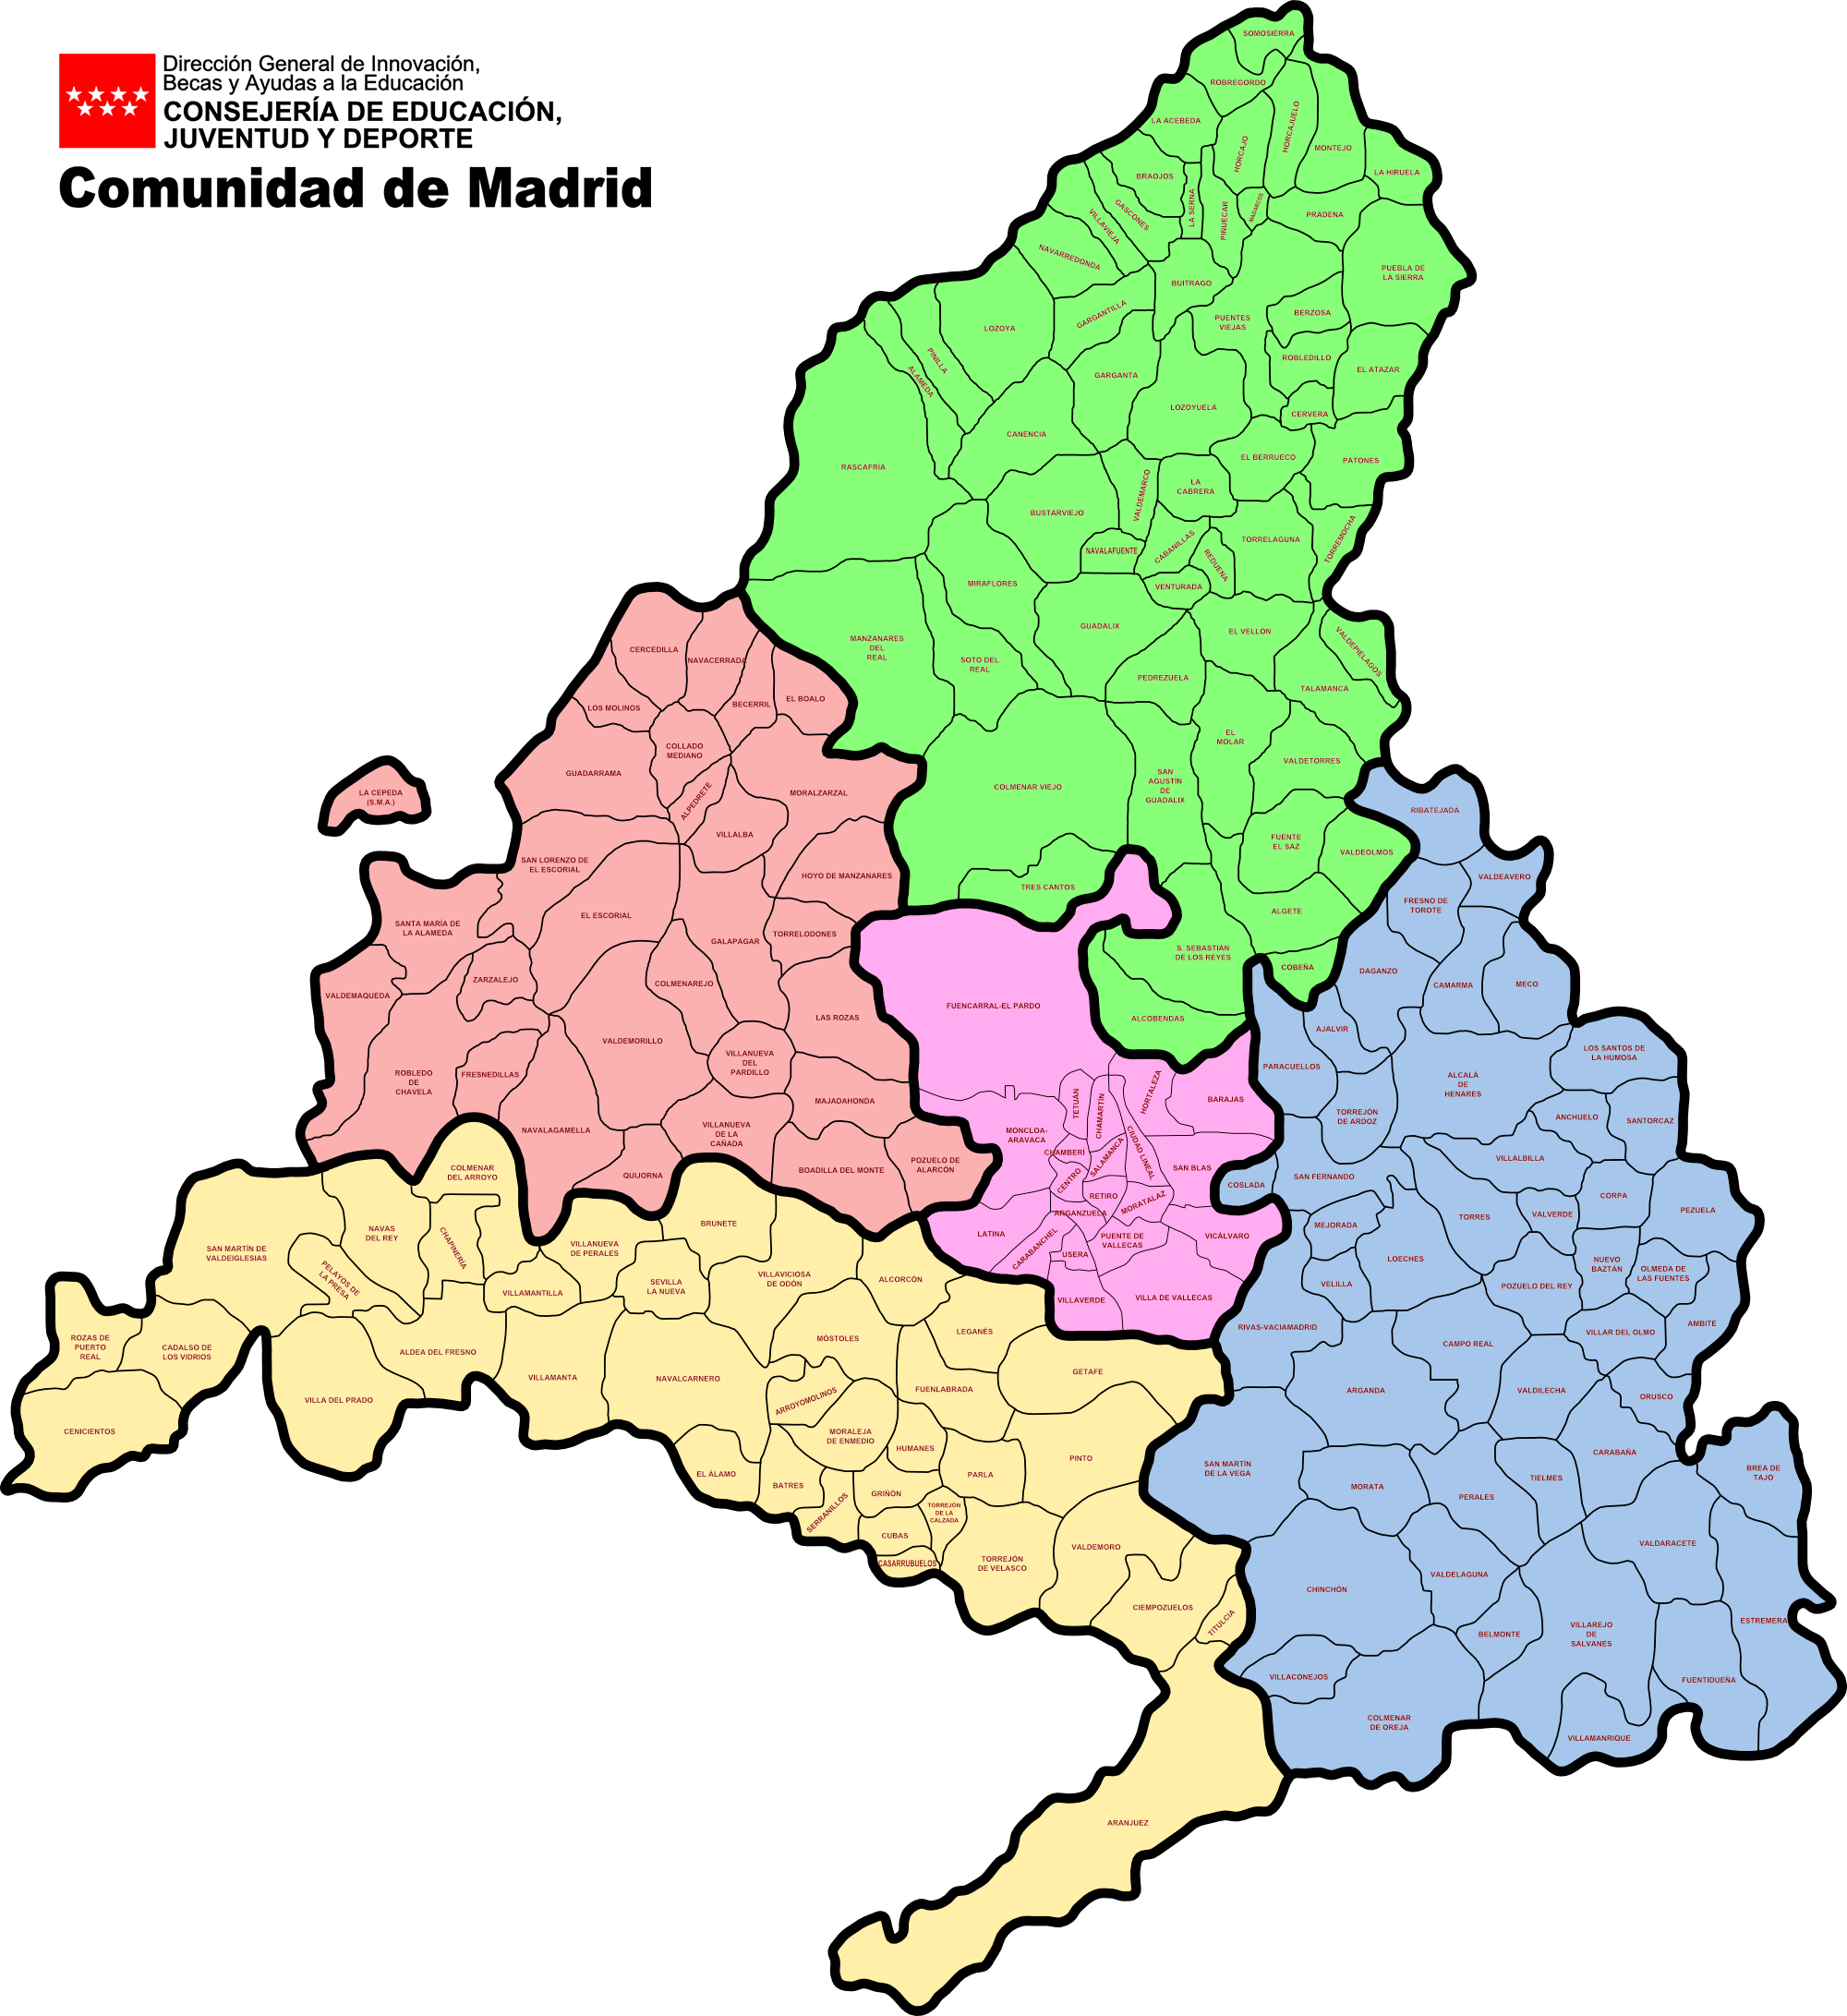 Dirección General de Innovación,
Becas y Ayudas a la Educación
CONSEJERÍA DE EDUCACIÓN,
JUVENTUD Y DEPORTE
Comunidad de Madrid
SOMOSIERRA
ROBREGORDO
LA ACEBEDA
HORCAJO
HORCAJUELO
MONTEJO
LA HIRUELA
BRAOJOS
LA SERNA
PIÑUECAR
MADARCOS
PRÁDENA
GASCONES
VILLAVIEJA
NAVARREDONDA
PUEBLA DE
LA SIERRA
BUITRAGO
GARGANTILLA
LOZOYA
PUENTES
VIEJAS
BERZOSA
PINILLA
ALAMEDA
ROBLEDILLO
EL ATAZAR
GARGANTA
LOZOYUELA
CERVERA
CANENCIA
RASCAFRÍA
EL BERRUECO
PATONES
VALDEMARCO
LA
CABRERA
BUSTARVIEJO
TORREMOCHA
NAVALAFUENTE
CABANILLAS
REDUEÑA
TORRELAGUNA
MIRAFLORES
VENTURADA
GUADALIX
EL VELLÓN
VALDEPIELAGOS
MANZANARES
DEL
REAL
SOTO DEL
REAL
PEDREZUELA
TALAMANCA
EL
MOLAR
VALDETORRES
COLMENAR VIEJO
SAN
AGUSTÍN
DE
GUADALIX
FUENTE
EL SAZ
VALDEOLMOS
TRES CANTOS
ALGETE
S. SEBASTIÁN
DE LOS REYES
COBEÑA
ALCOBENDAS
CERCEDILLA
NAVACERRADA
BECERRIL
EL BOALO
LOS MOLINOS
COLLADO
MEDIANO
GUADARRAMA
ALPEDRETE
MORALZARZAL
LA CEPEDA
(S.M.A.)
VILLALBA
SAN LORENZO DE
EL ESCORIAL
HOYO DE MANZANARES
EL ESCORIAL
SANTA MARÍA DE
LA ALAMEDA
GALAPAGAR
TORRELODONES
ZARZALEJO
COLMENAREJO
VALDEMAQUEDA
LAS ROZAS
VALDEMORILLO
VILLANUEVA
DEL
PARDILLO
ROBLEDO
DE
CHAVELA
FRESNEDILLAS
MAJADAHONDA
NAVALAGAMELLA
VILLANUEVA
DE LA
CAÑADA
QUIJORNA
BOADILLA DEL MONTE
POZUELO DE
ALARCÓN
FUENCARRAL-EL PARDO
TETUÁN
CHAMARTÍN
HORTALEZA
BARAJAS
MONCLOA-
ARAVACA
CHAMBERÍ
SALAMANCA
CIUDAD LINEAL
SAN BLAS
CENTRO
RETIRO
MORATALAZ
ARGANZUELA
LATINA
CARABANCHEL
USERA
PUENTE DE
VALLECAS
VICÁLVARO
VILLAVERDE
VILLA DE VALLECAS
RIBATEJADA
VALDEAVERO
FRESNO DE
TOROTE
DAGANZO
CAMARMA
MECO
AJALVIR
PARACUELLOS
LOS SANTOS DE
LA HUMOSA
ALCALÁ
DE
HENARES
TORREJÓN
DE ARDOZ
ANCHUELO
SANTORCAZ
VILLALBILLA
SAN FERNANDO
COSLADA
CORPA
PEZUELA
MEJORADA
TORRES
VALVERDE
LOECHES
NUEVO
BAZTÁN
OLMEDA DE
LAS FUENTES
VELILLA
POZUELO DEL REY
RIVAS-VACIAMADRID
CAMPO REAL
VILLAR DEL OLMO
AMBITE
ARGANDA
VALDILECHA
ORUSCO
SAN MARTÍN
DE LA VEGA
CARABAÑA
BREA DE
TAJO
MORATA
PERALES
TIELMES
VALDARACETE
CHINCHÓN
VALDELAGUNA
ESTREMERA
BELMONTE
VILLAREJO
DE
SALVANÉS
VILLACONEJOS
FUENTIDUEÑA
COLMENAR
DE OREJA
VILLAMANRIQUE
COLMENAR
DEL ARROYO
NAVAS
DEL REY
CHAPINERÍA
SAN MARTÍN DE
VALDEIGLESIAS
PELAYOS DE
LA PRESA
VILLANUEVA
DE PERALES
BRUNETE
VILLAMANTILLA
SEVILLA
LA NUEVA
VILLAVICIOSA
DE ODÓN
ALCORCÓN
ROZAS DE
PUERTO
REAL
CADALSO DE
LOS VIDRIOS
ALDEA DEL FRESNO
MÓSTOLES
LEGANÉS
CENICIENTOS
VILLA DEL PRADO
VILLAMANTA
NAVALCARNERO
ARROYOMOLINOS
FUENLABRADA
GETAFE
MORALEJA
DE ENMEDIO
HUMANES
EL ÁLAMO
BATRES
SERRANILLOS
GRIÑÓN
PARLA
PINTO
CUBAS
TORREJÓN
DE LA
CALZADA
CASARRUBUELOS
TORREJÓN
DE VELASCO
VALDEMORO
CIEMPOZUELOS
TITULCIA
ARANJUEZ